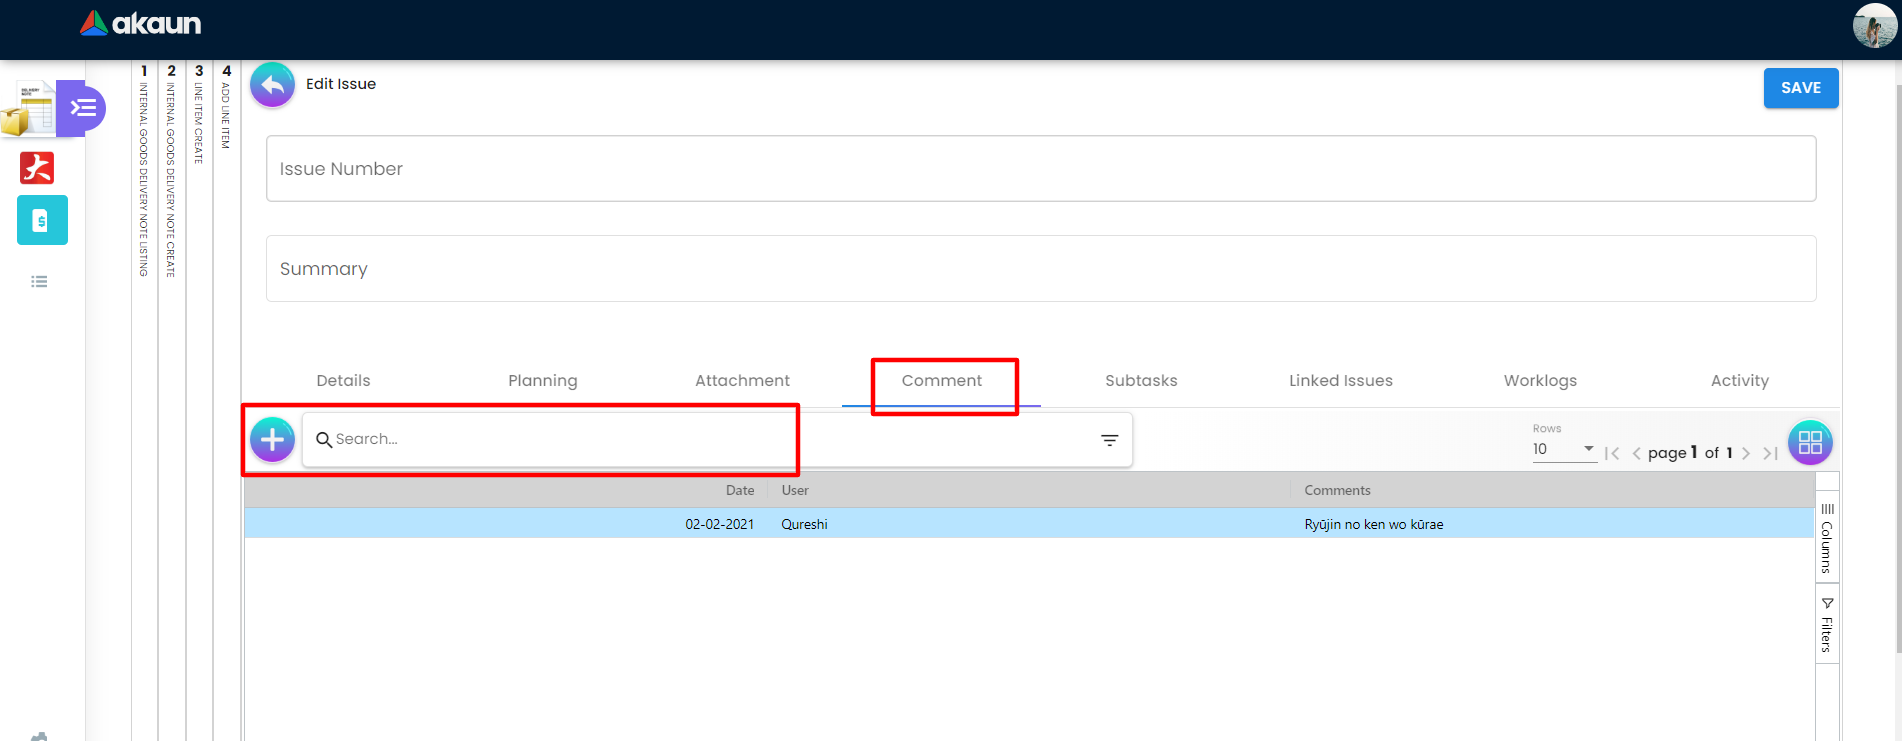 akaun
DELIVERY NOTE
1 INTERNAL GOODS DELIVERY NOTE LISTING
2 INTERNAL GOODS DELIVERY NOTE CREATE
3 LINE ITEM CREATE
4 ADD LINE ITEM
Edit Issue
SAVE
Issue Number
Summary
Details Planning Attachment Comment Subtasks Linked Issues Worklogs Activity
Search...
Rows
10
page 1 of 1
Date User Comments
02-02-2021 Qureshi Ryūjin no ken wo kūrae
Columns
Filters